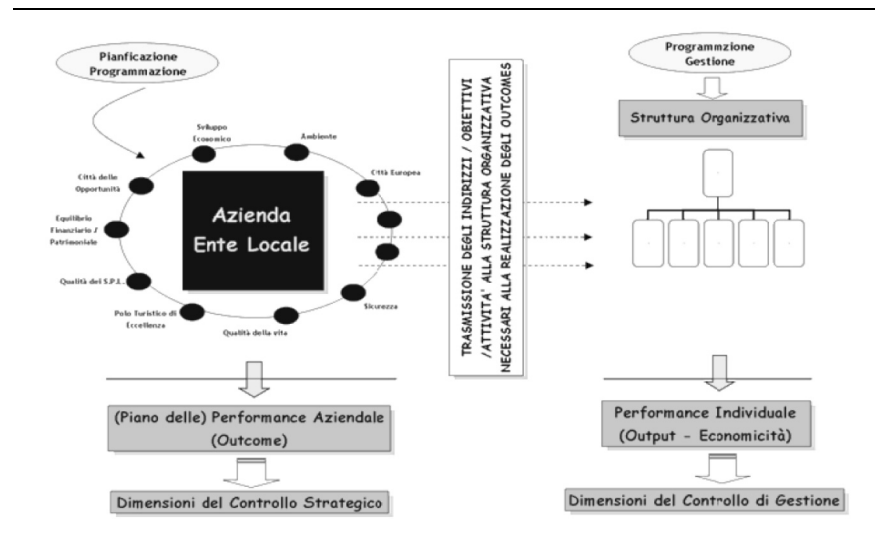 Pianificazione
Programmazione
Sviluppo
Economico
Ambiente
Città delle
Opportunità
Città Europea
Equilibrio
Finanziario /
Patrimoniale
Azienda
Ente Locale
Qualità dei S.P.L.
Sicurezza
Polo Turistico di
Eccellenza
Qualità della vita
TRASMISSIONE DEGLI INDIRIZZI / OBIETTIVI
/ATTIVITA' ALLA STRUTTURA ORGANIZZATIVA
NECESSARI ALLA REALIZZAZIONE DEGLI OUTCOMES
Programmzione
Gestione
Struttura Organizzativa
(Piano delle) Performance Aziendale
(Outcome)
Dimensioni del Controllo Strategico
Performance Individuale
(Output - Economicità)
Dimensioni del Controllo di Gestione